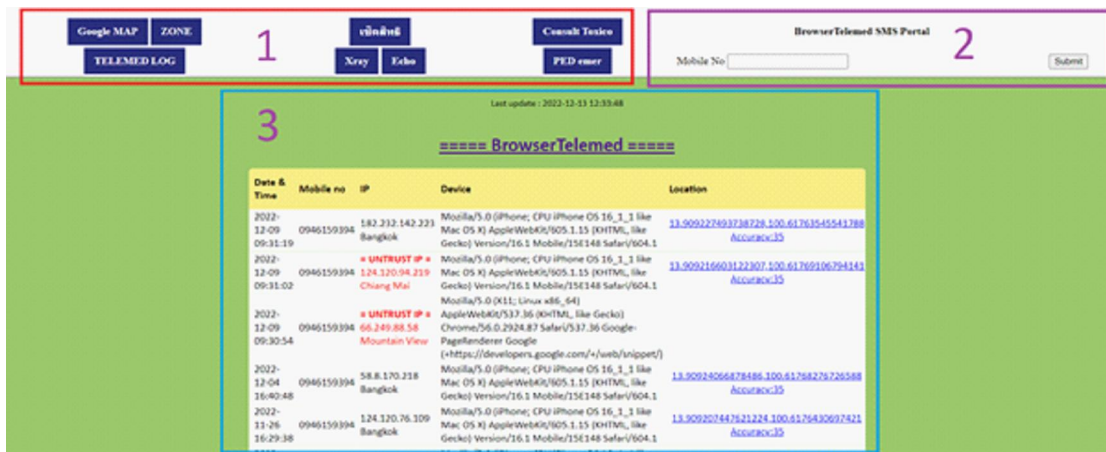 Google MAP ZONE
TELEMED LOG
1
เช็คสิทธิ์
Xray Echo
Consult Toxico
PED emer
BrowserTelemed SMS Portal
2
Mobile No
Submit
Last update : 2022-12-13 12:33:48
3
===== BrowserTelemed =====
Date & Time Mobile no IP Device Location
2022-
12-09
09:31:19
0946159394
182.232.142.223
Bangkok
Mozilla/5.0 (iPhone; CPU iPhone OS 16_1_1 like
Mac OS X) AppleWebKit/605.1.15 (KHTML, like
Gecko) Version/16.1 Mobile/15E148 Safari/604.1
13.909227493738728,100.61763545541788
Accuracy:35
2022-
12-09
09:31:02
0946159394
= UNTRUST IP =
124.120.94.219
Chiang Mai
Mozilla/5.0 (iPhone; CPU iPhone OS 16_1_1 like
Mac OS X) AppleWebKit/605.1.15 (KHTML, like
Gecko) Version/16.1 Mobile/15E148 Safari/604.1
13.909216603122307,100.61769106794141
Accuracy:35
2022-
12-09
09:30:54
0946159394
= UNTRUST IP =
66.249.88.58
Mountain View
Mozilla/5.0 (X11; Linux x86_64)
AppleWebKit/537.36 (KHTML, like Gecko)
Chrome/56.0.2924.87 Safari/537.36 Google-
PageRenderer Google
(+https://developers.google.com/+/web/snippet/)
2022-
12-04
16:40:48
0946159394
58.8.170.218
Bangkok
Mozilla/5.0 (iPhone; CPU iPhone OS 16_1_1 like
Mac OS X) AppleWebKit/605.1.15 (KHTML, like
Gecko) Version/16.1 Mobile/15E148 Safari/604.1
13.90924066878486,100.61768276726588
Accuracy:35
2022-
11-26
16:29:38
0946159394
124.120.76.109
Bangkok
Mozilla/5.0 (iPhone; CPU iPhone OS 16_1_1 like
Mac OS X) AppleWebKit/605.1.15 (KHTML, like
Gecko) Version/16.1 Mobile/15E148 Safari/604.1
13.909207447621224,100.6176430697421
Accuracy:35